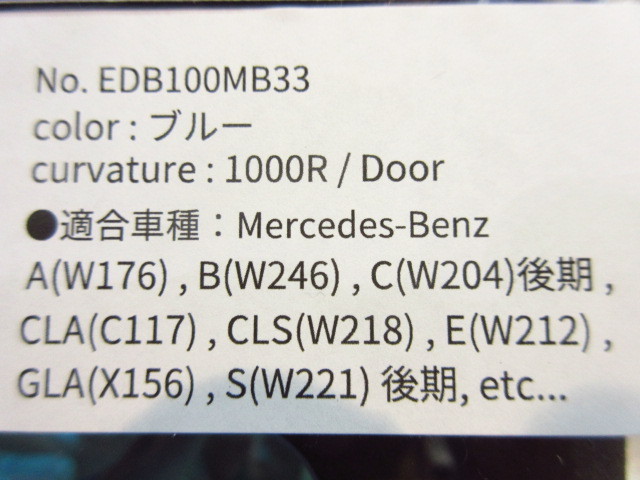 No. EDB100MB33
color : ブルー
curvature : 1000R / Door
●適合車種：Mercedes-Benz
A(W176) , B(W246) , C(W204)後期 ,
CLA(C117) , CLS(W218) , E(W212) ,
GLA(X156) , S(W221) 後期, etc...